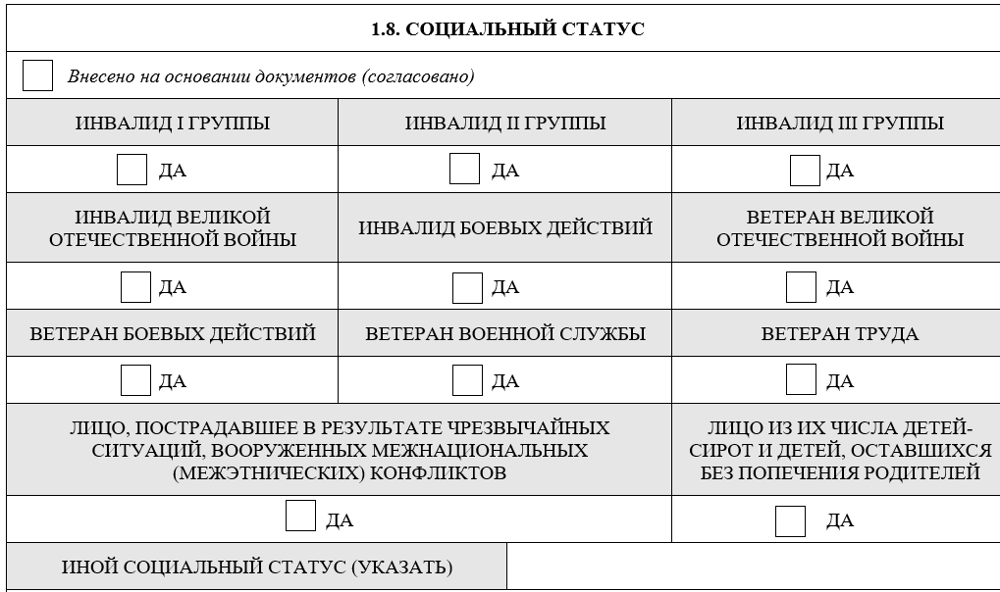 1.8. СОЦИАЛЬНЫЙ СТАТУС
Внесено на основании документов (согласовано)
ИНВАЛИД I ГРУППЫ
ИНВАЛИД II ГРУППЫ
ИНВАЛИД III ГРУППЫ
ДА
ДА
ДА
ИНВАЛИД ВЕЛИКОЙ
ОТЕЧЕСТВЕННОЙ ВОЙНЫ
ИНВАЛИД БОЕВЫХ ДЕЙСТВИЙ
ВЕТЕРАН ВЕЛИКОЙ
ОТЕЧЕСТВЕННОЙ ВОЙНЫ
ДА
ДА
ДА
ВЕТЕРАН БОЕВЫХ ДЕЙСТВИЙ
ВЕТЕРАН ВОЕННОЙ СЛУЖБЫ
ВЕТЕРАН ТРУДА
ДА
ДА
ДА
ЛИЦО, ПОСТРАДАВШЕЕ В РЕЗУЛЬТАТЕ ЧРЕЗВЫЧАЙНЫХ
СИТУАЦИЙ, ВООРУЖЕННЫХ МЕЖНАЦИОНАЛЬНЫХ
(МЕЖЭТНИЧЕСКИХ) КОНФЛИКТОВ
ЛИЦО ИЗ ИХ ЧИСЛА ДЕТЕЙ-
СИРОТ И ДЕТЕЙ, ОСТАВШИХСЯ
БЕЗ ПОПЕЧЕНИЯ РОДИТЕЛЕЙ
ДА
ДА
ИНОЙ СОЦИАЛЬНЫЙ СТАТУС (УКАЗАТЬ)